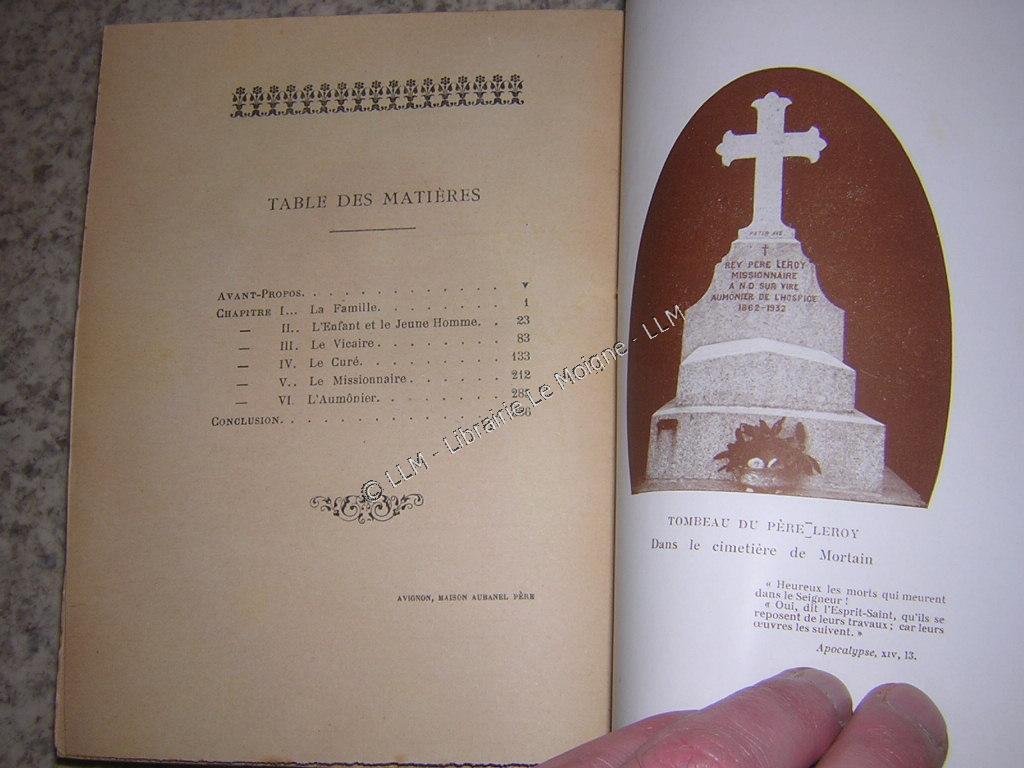 TABLE DES MATIÈRES
AVANT-PROPOS. . . . . . . . . . . . . . V
CHAPITRE I... La Famille. . . . . . . . 1
— II.. L'Enfant et le Jeune Homme. . 23
— III. Le Vicaire . . . . . . . . 83
— IV. Le Curé. . . . . . . . . 133
— V.. Le Missionnaire . . . . . . 212
— VI. L'Aumônier. . . . . . . .
CONCLUSION. . . . . . . . . . . . .
AVIGNON, MAISON AUBANEL PÈRE
PATER AVE
REV PERE LEROY
MISSIONNAIRE
A N.D. SUR VIRE
AUMONIER DE L'HOSPICE
1862-1932
TOMBEAU DU PÈRE LEROY
Dans le cimetière de Mortain
« Heureux les morts qui meurent
dans le Seigneur !
« Oui, dit l'Esprit-Saint, qu'ils se
reposent de leurs travaux ; car leurs
œuvres les suivent. »
Apocalypse, XIV, 13.
© LLM - Librairie Le Moigne - LLM